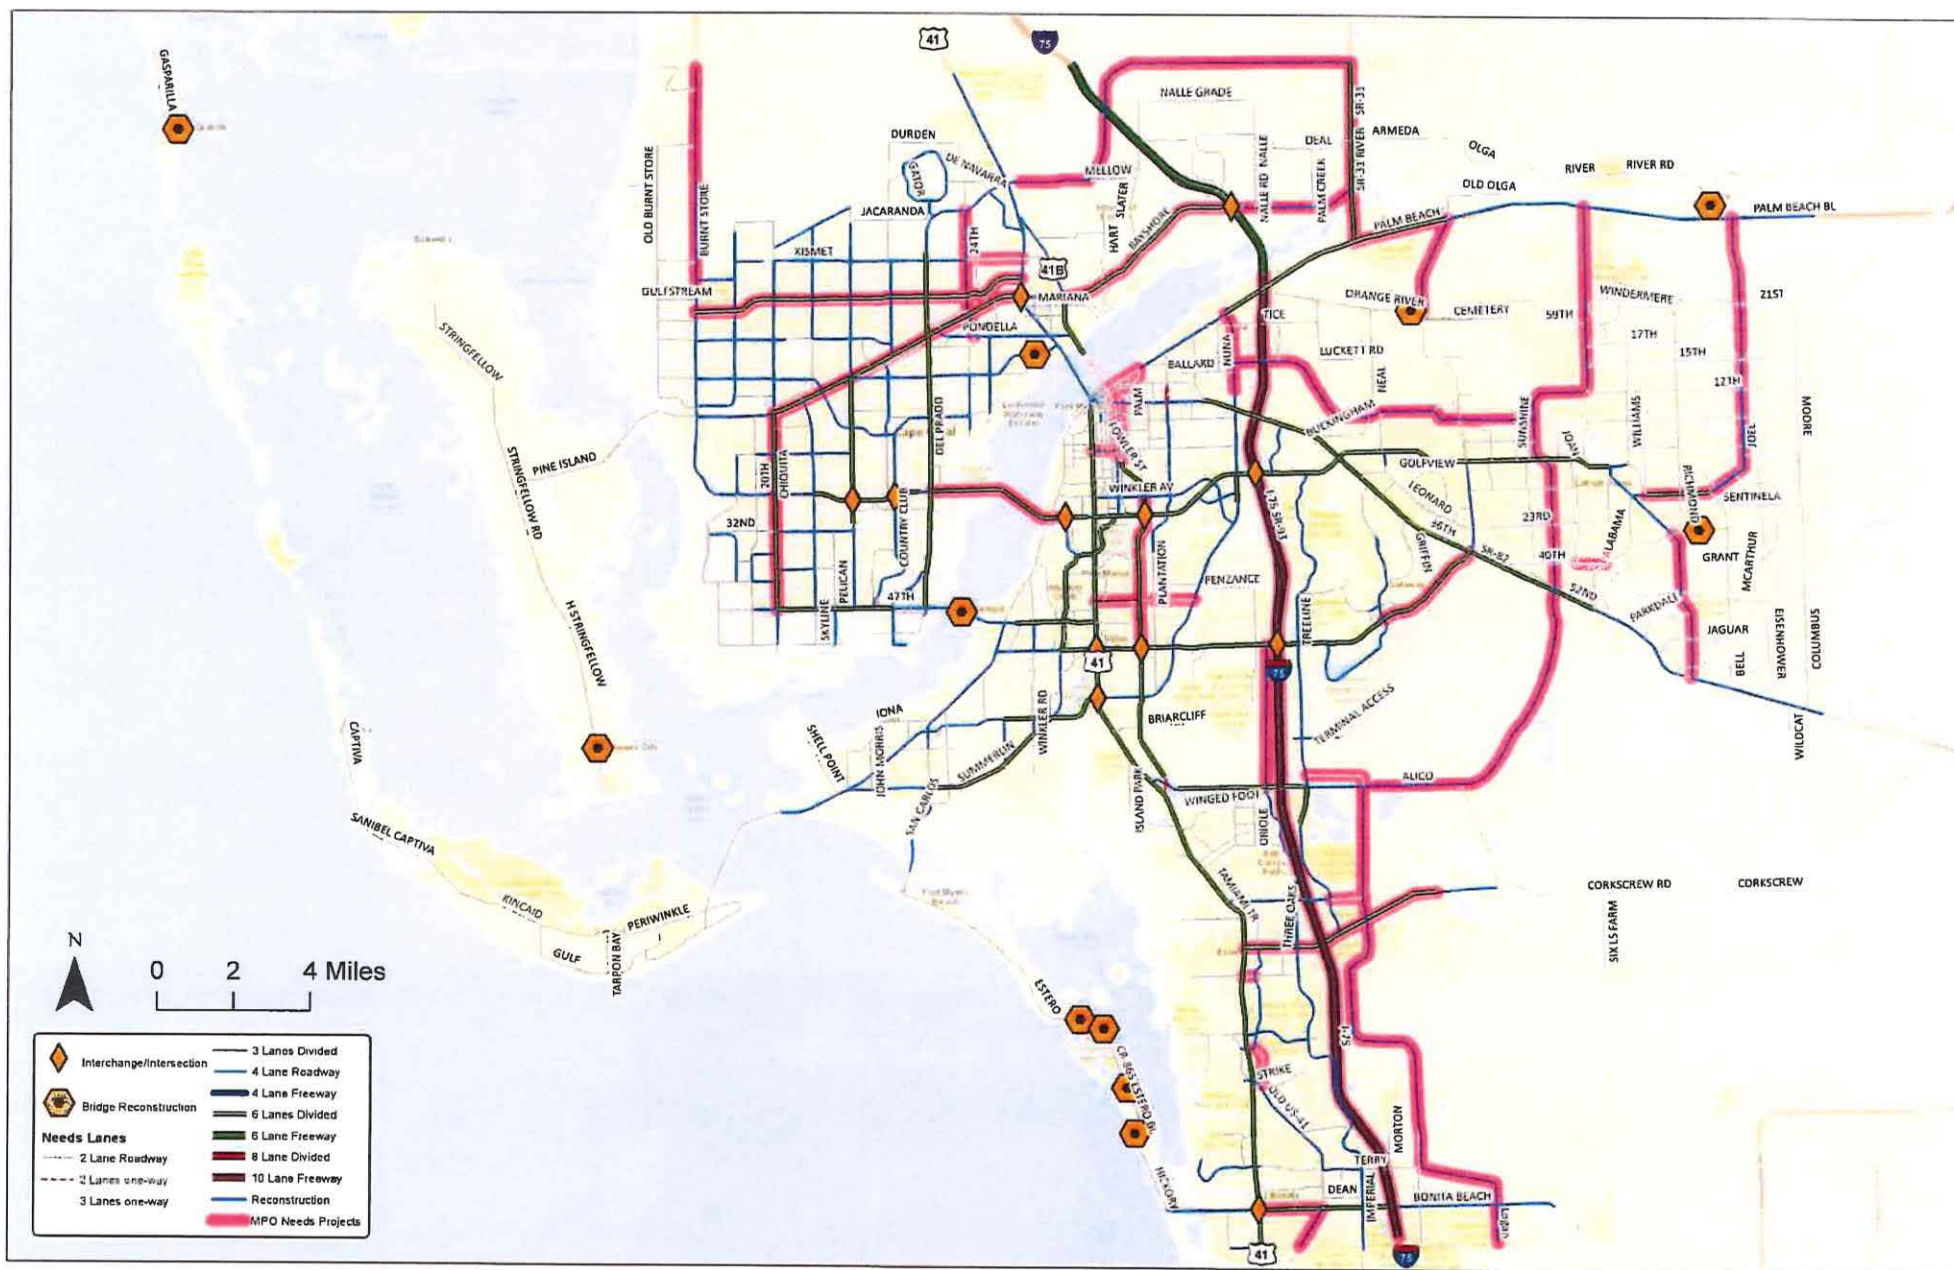 41
75
GASPARILLA
NALLE GRADE
SR-31
DURDEN
DEAL
ARMEDA
OLGA
GATOR
DE NAVARRA
MELLOW
NALLE RD NALLE
PALM CREEK
SR-31 RIVER
RIVER
RIVER RD
OLD BURNT STORE
BURNT STORE
JACARANDA
HART
SLATER
BAYSHORE
OLD OLGA
PALM BEACH
PALM BEACH BL
24TH
KISMET
41B
GULFSTREAM
MARIANA
ORANGE RIVER
CEMETERY
59TH
WINDERMERE
21ST
STRINGFELLOW
PONDELLA
TICE
17TH
NUNA
LUCKETT RD
BALLARD
15TH
NEAL
12TH
PALM
DEL PRADO
BUCKINGHAM
SUNSHINE
WILLIAMS
MOORE
FOWLER ST
JOAN
JOEL
STRINGFELLOW RD
PINE ISLAND
20TH
CHIQUITA
GOLFVIEW
WINKLER AV
LEONARD
RICHMOND
SENTINELA
32ND
COUNTRY CLUB
I-75 SR-93
36TH
23RD
ALABAMA
GRIFFIN
SR-82
40TH
GRANT
MCARTHUR
PLANTATION
PENZANCE
H STRINGFELLOW
SKYLINE
PELICAN
47TH
52ND
PARKDALE
TREELINE
JAGUAR
BELL
EISENHOWER
COLUMBUS
41
75
IONA
WINKLER RD
BRIARCLIFF
TERMINAL ACCESS
WILDCAT
CAPTIVA
SHELL POINT
JOHN MORRIS
SUMMERLIN
SAN CARLOS
ISLAND PARK
WINGED FOOT
ALICO
ORIOLE
SANIBEL CAPTIVA
KINCAID
PERIWINKLE
GULF
TARPON BAY
Fort Myers
Beach
TAMIAMI TR
THREE OAKS
CORKSCREW RD
CORKSCREW
SIX LS FARM
N
0 2 4 Miles
ESTERO
CR-865 ESTERO BL
I-75
STRIKE
OLD US-41
MORTON
TERRY
HICKORY
DEAN
IMPERIAL
BONITA BEACH
LOGAN
41
75
Interchange/Intersection
Bridge Reconstruction
Needs Lanes
2 Lane Roadway
2 Lanes one-way
3 Lanes one-way
3 Lanes Divided
4 Lane Roadway
4 Lane Freeway
6 Lanes Divided
6 Lane Freeway
8 Lane Divided
10 Lane Freeway
Reconstruction
MPO Needs Projects